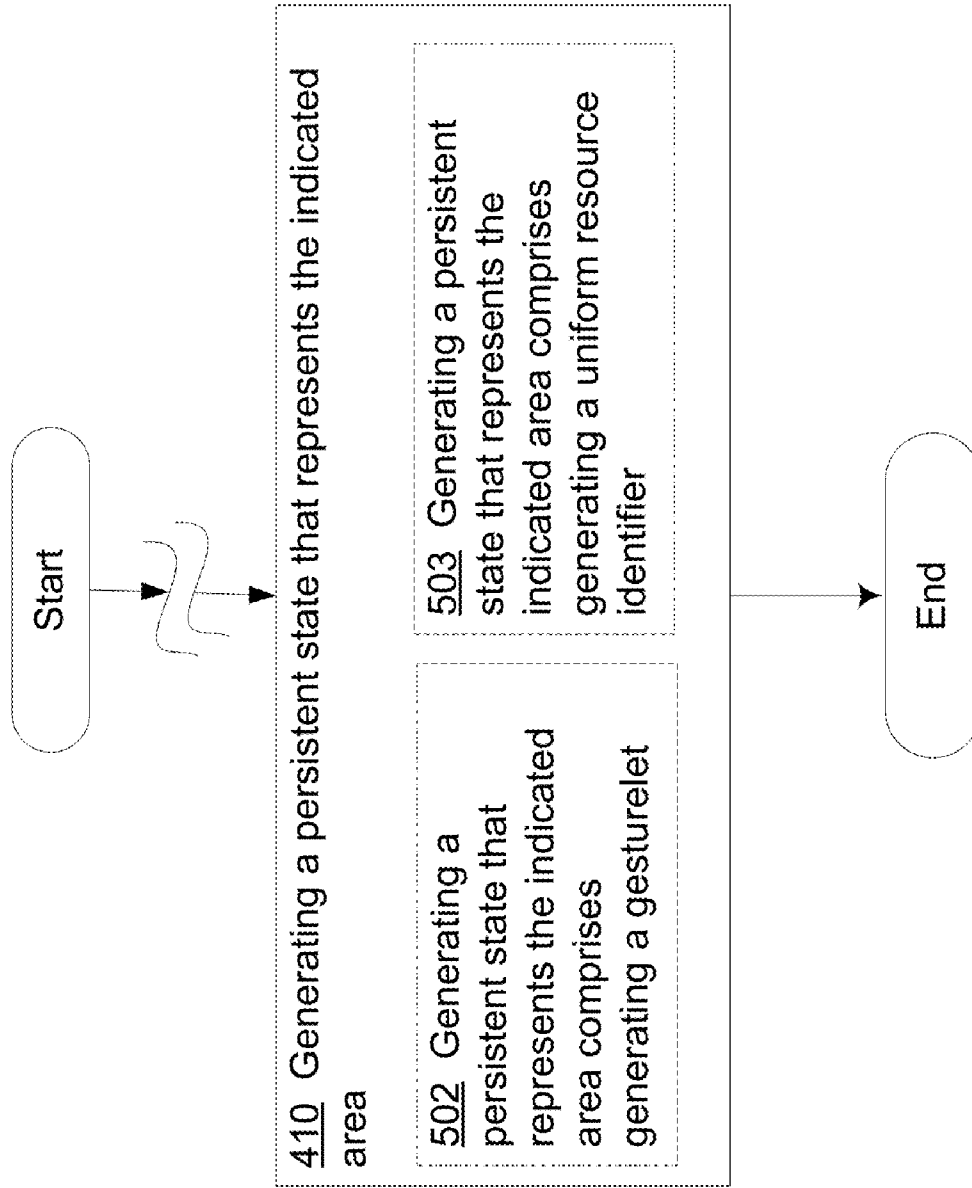 Start
410 Generating a persistent state that represents the indicated
area
502 Generating a
persistent state that
represents the indicated
area comprises
generating a gesturelet
503 Generating a persistent
state that represents the
indicated area comprises
generating a uniform resource
identifier
End